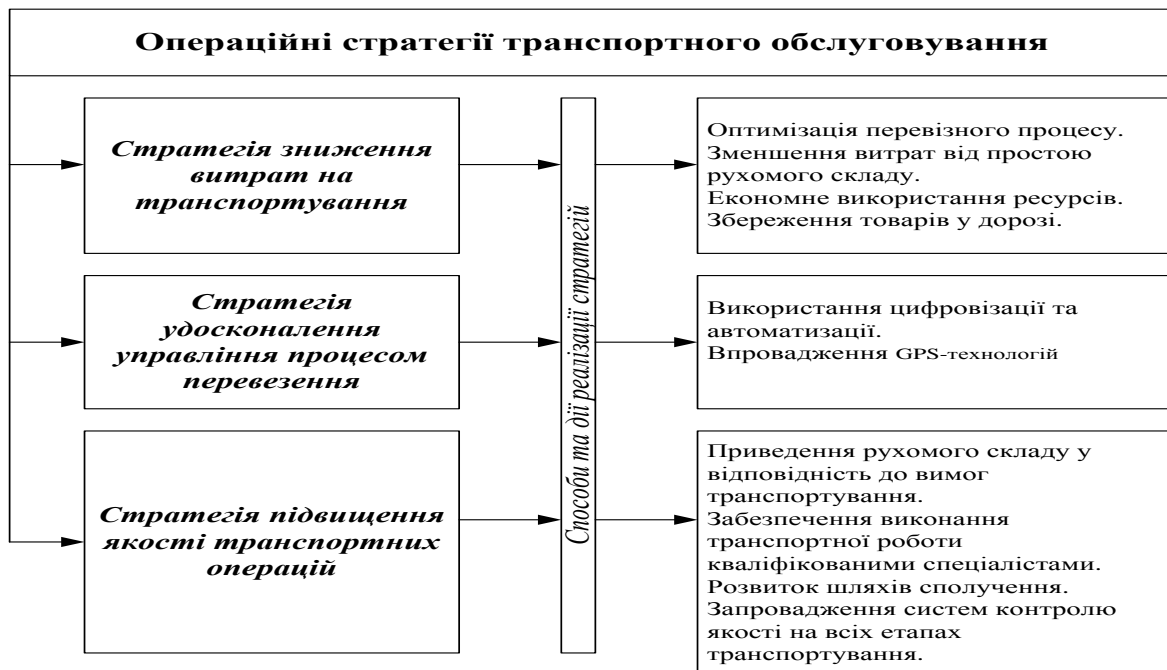 Операційні стратегії транспортного обслуговування
Стратегія зниження
витрат на
транспортування
Стратегія
удосконалення
управління процесом
перевезення
Стратегія підвищення
якості транспортних
операцій
Способи та дії реалізації стратегій
Оптимізація перевізного процесу.
Зменшення витрат від простою
рухомого складу.
Економне використання ресурсів.
Збереження товарів у дорозі.
Використання цифровізації та
автоматизації.
Впровадження GPS-технологій
Приведення рухомого складу у
відповідність до вимог
транспортування.
Забезпечення виконання
транспортної роботи
кваліфікованими спеціалістами.
Розвиток шляхів сполучення.
Запровадження систем контролю
якості на всіх етапах
транспортування.